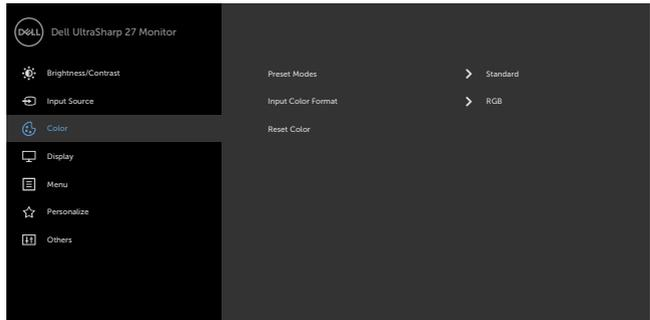 DELL Dell UltraSharp 27 Monitor
Brightness/Contrast
Preset Modes Standard
Input Source
Input Color Format RGB
Color
Reset Color
Display
Menu
Personalize
Others